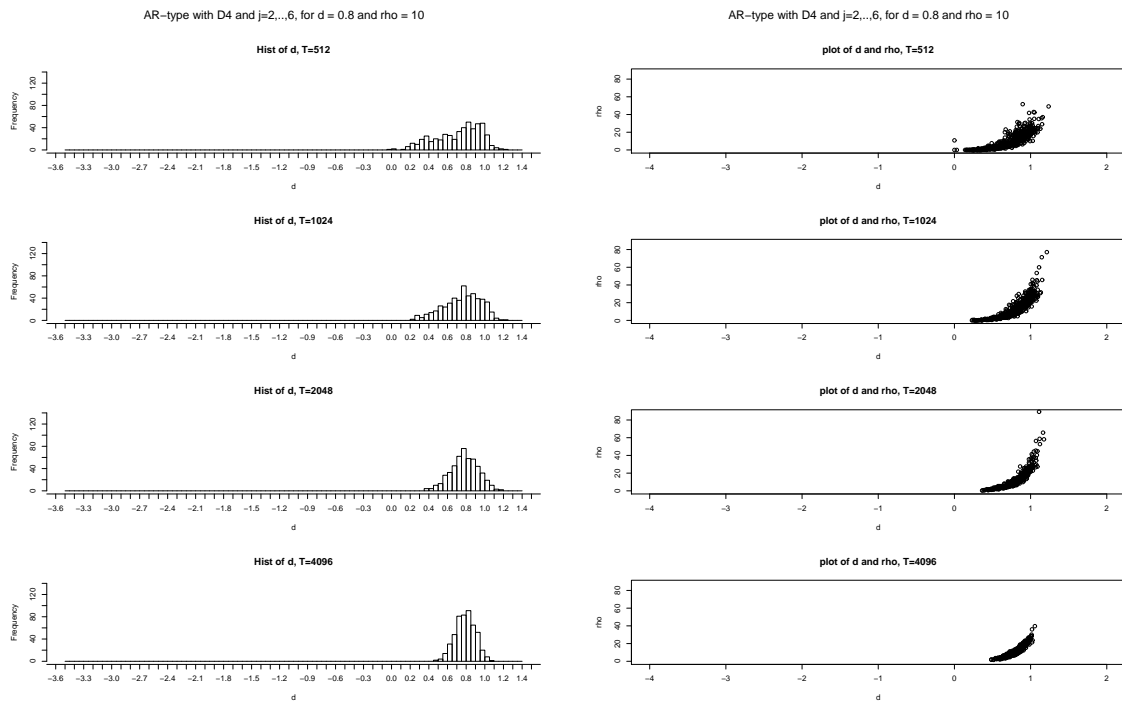 AR-type with D4 and j=2,..,6, for d = 0.8 and rho = 10
Hist of d, T=512
Frequency
0 40 80 120
−3.6 −3.3 −3.0 −2.7 −2.4 −2.1 −1.8 −1.5 −1.2 −0.9 −0.6 −0.3 0.0 0.2 0.4 0.6 0.8 1.0 1.2 1.4
d
Hist of d, T=1024
Frequency
0 40 80 120
−3.6 −3.3 −3.0 −2.7 −2.4 −2.1 −1.8 −1.5 −1.2 −0.9 −0.6 −0.3 0.0 0.2 0.4 0.6 0.8 1.0 1.2 1.4
d
Hist of d, T=2048
Frequency
0 40 80 120
−3.6 −3.3 −3.0 −2.7 −2.4 −2.1 −1.8 −1.5 −1.2 −0.9 −0.6 −0.3 0.0 0.2 0.4 0.6 0.8 1.0 1.2 1.4
d
Hist of d, T=4096
Frequency
0 40 80 120
−3.6 −3.3 −3.0 −2.7 −2.4 −2.1 −1.8 −1.5 −1.2 −0.9 −0.6 −0.3 0.0 0.2 0.4 0.6 0.8 1.0 1.2 1.4
d
AR-type with D4 and j=2,..,6, for d = 0.8 and rho = 10
plot of d and rho, T=512
rho
0 20 40 60 80
−4 −3 −2 −1 0 1 2
d
plot of d and rho, T=1024
rho
0 20 40 60 80
−4 −3 −2 −1 0 1 2
d
plot of d and rho, T=2048
rho
0 20 40 60 80
−4 −3 −2 −1 0 1 2
d
plot of d and rho, T=4096
rho
0 20 40 60 80
−4 −3 −2 −1 0 1 2
d